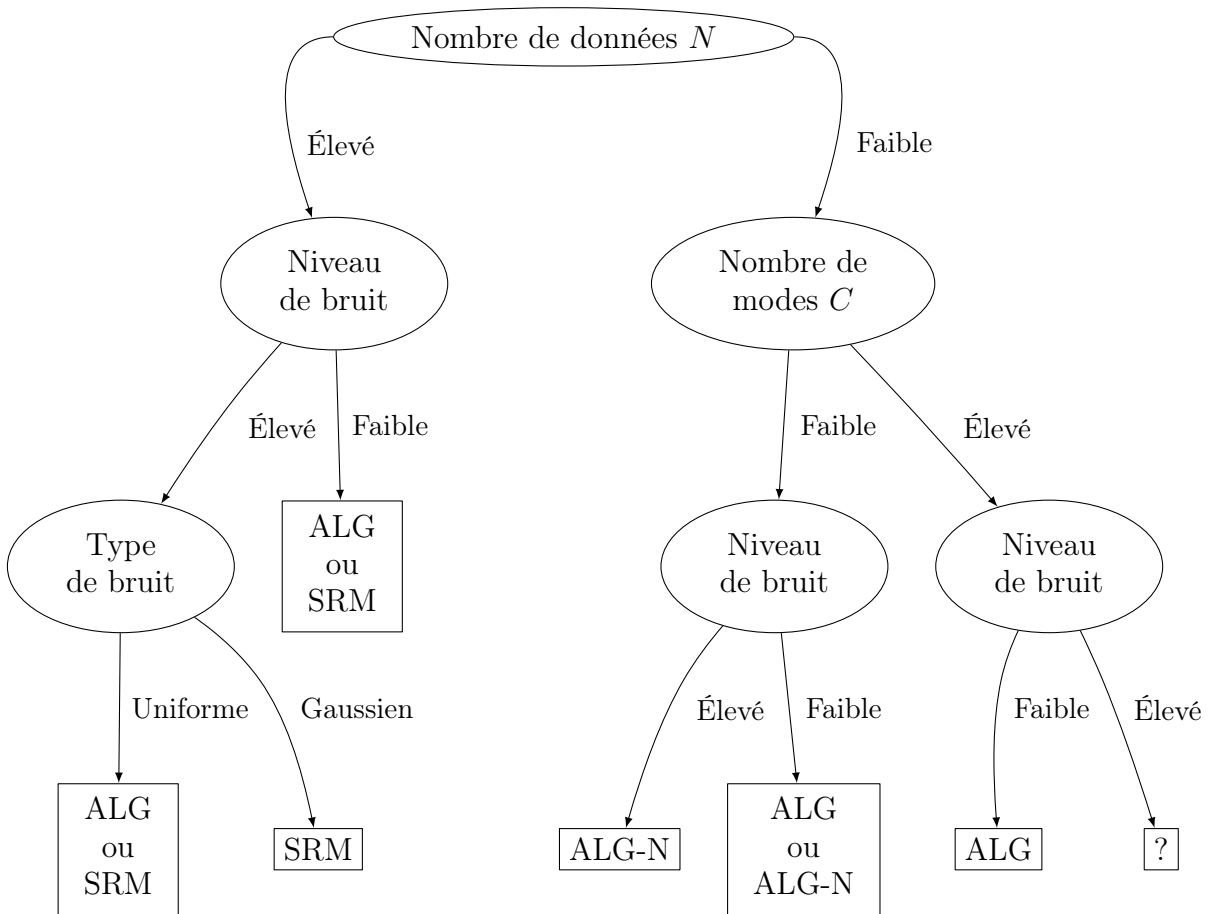 Nombre de données N
Élevé
Faible
Niveau
de bruit
Nombre de
modes C
Élevé
Faible
Faible
Élevé
Type
de bruit
ALG
ou
SRM
Niveau
de bruit
Niveau
de bruit
Uniforme
Gaussien
Élevé
Faible
Faible
Élevé
ALG
ou
SRM
SRM
ALG-N
ALG
ou
ALG-N
ALG
?